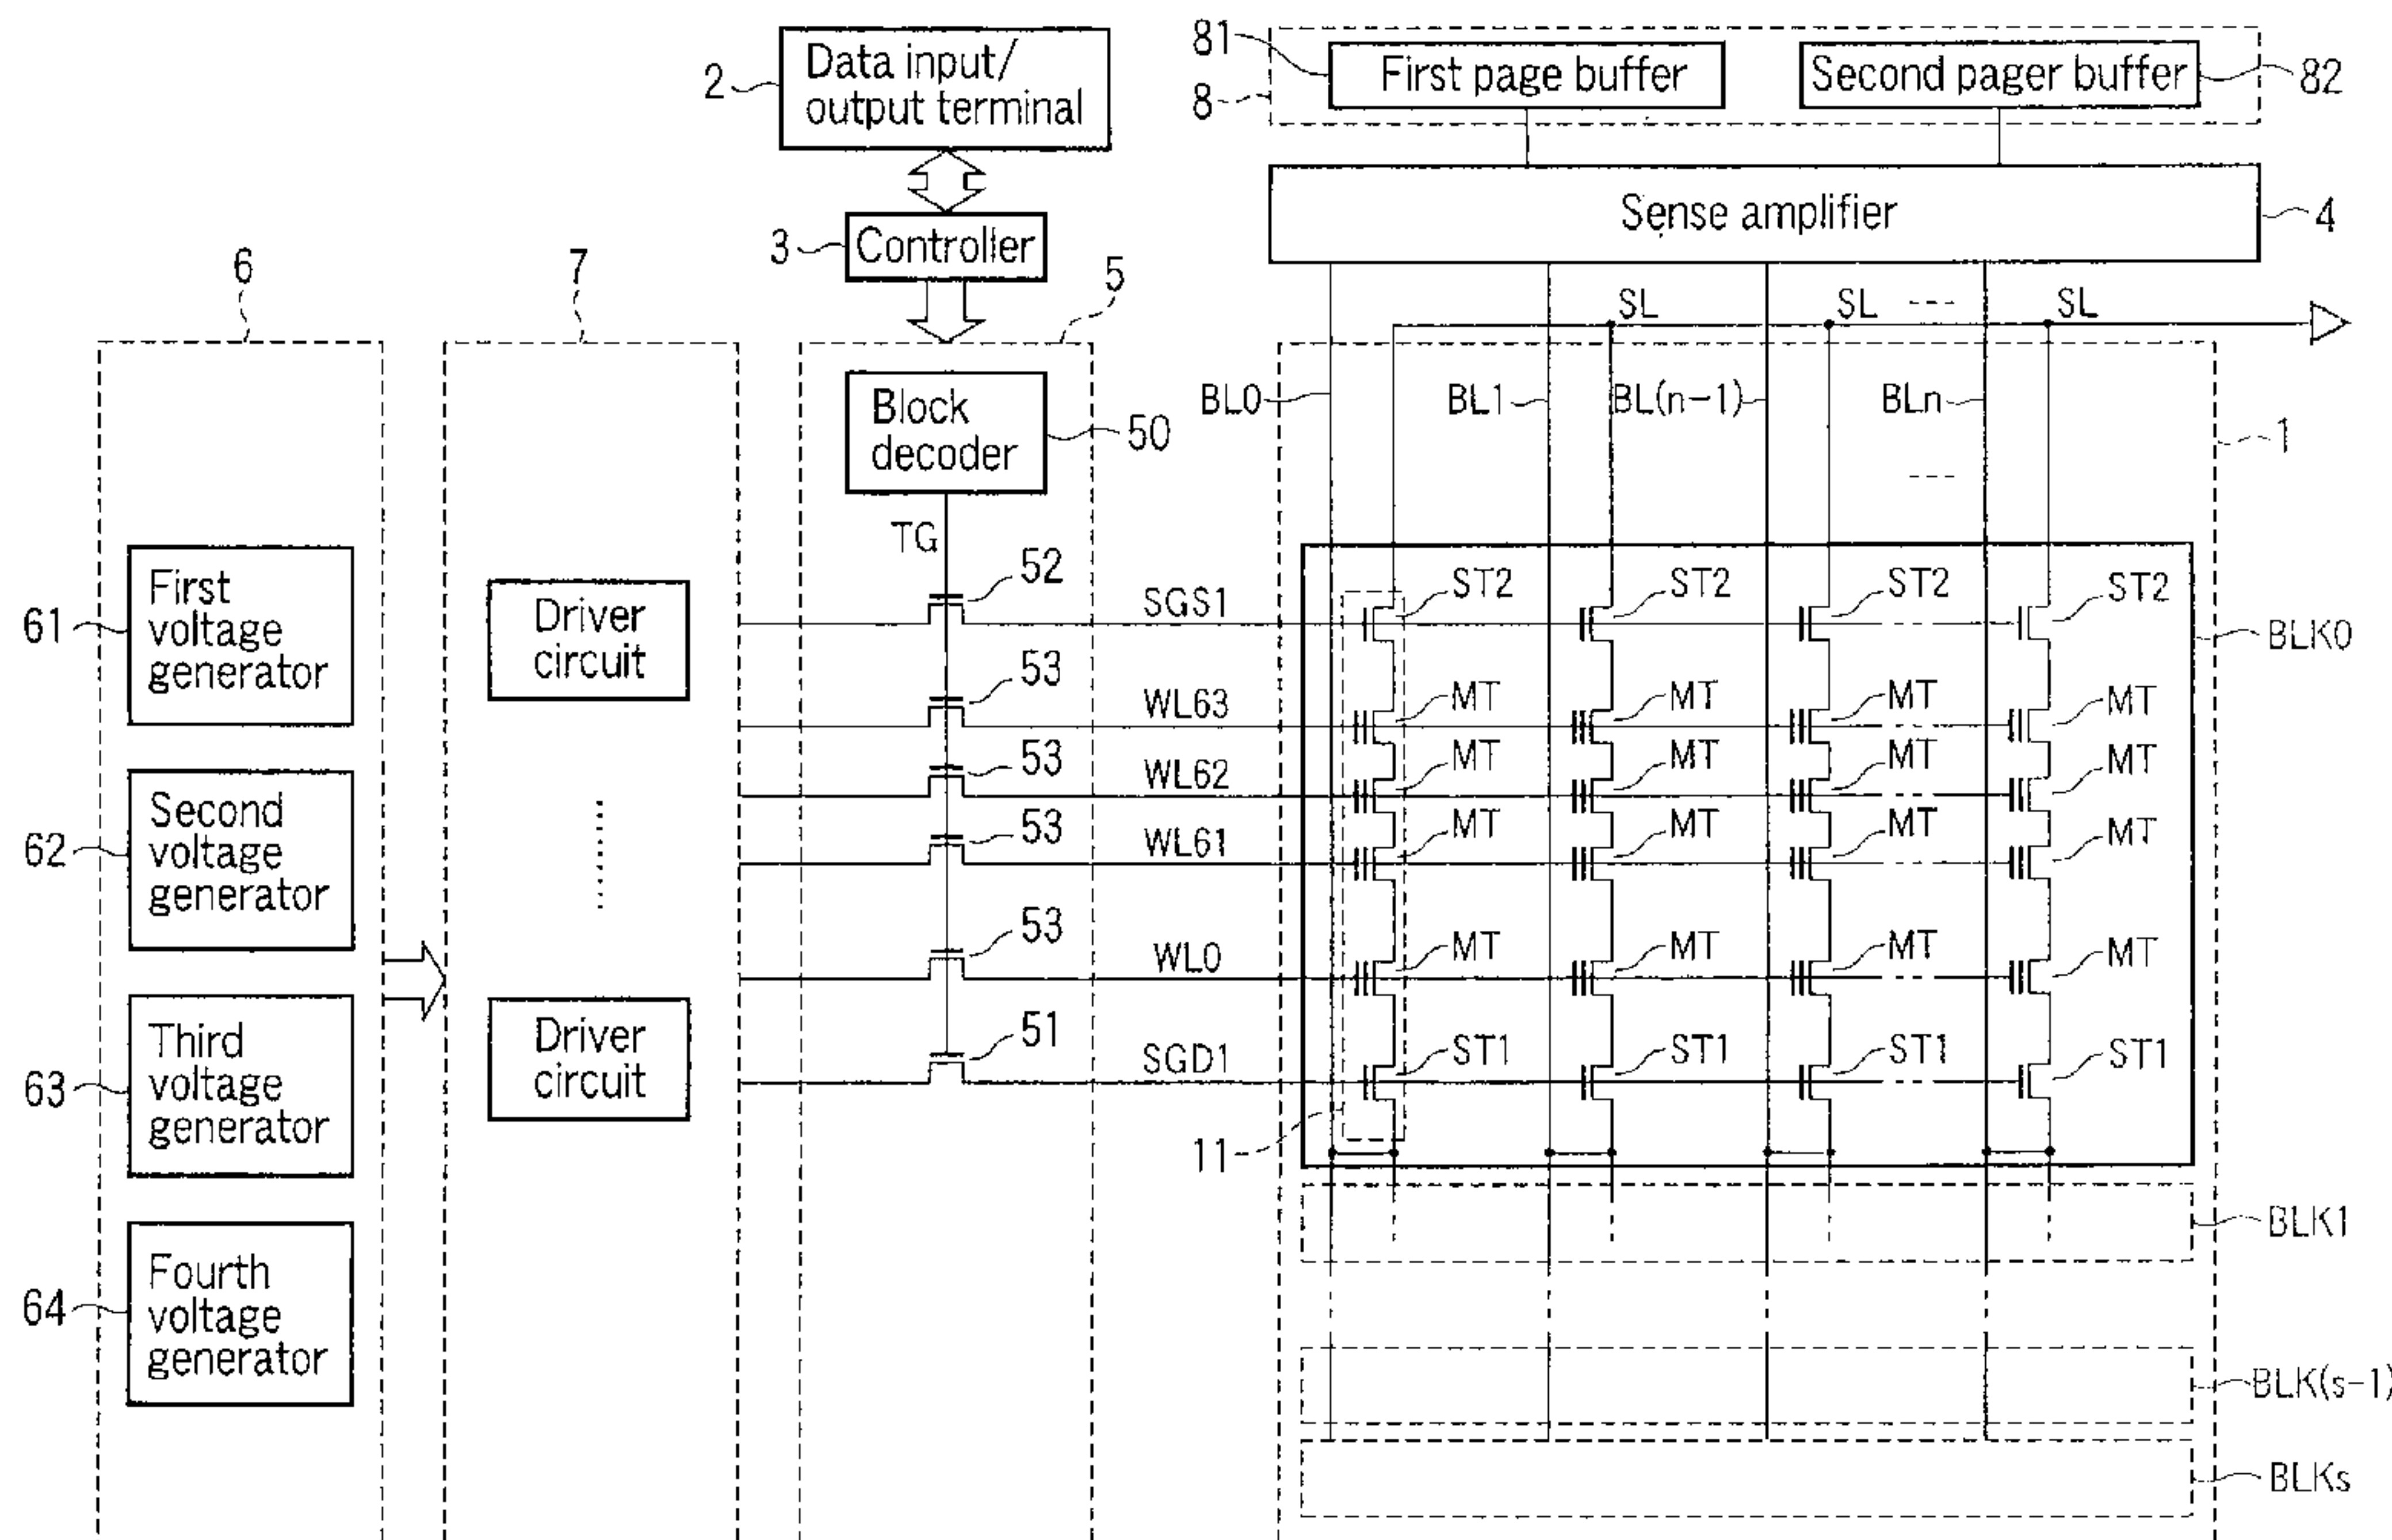 81
First page buffer
Second pager buffer
82
8
2
Data input/
output terminal
3
Controller
Sense amplifier
4
6
7
5
SL
SL
SL
BL0
BL1
BL(n-1)
BLn
1
Block
decoder
50
TG
61
First
voltage
generator
62
Second
voltage
generator
63
Third
voltage
generator
64
Fourth
voltage
generator
Driver
circuit
Driver
circuit
52
SGS1
ST2
ST2
ST2
ST2
BLK0
53
WL63
MT
MT
MT
MT
53
WL62
MT
MT
MT
MT
53
WL61
MT
MT
MT
MT
53
WL0
MT
MT
MT
MT
51
SGD1
ST1
ST1
ST1
ST1
11
BLK1
BLK(s-1)
BLKs